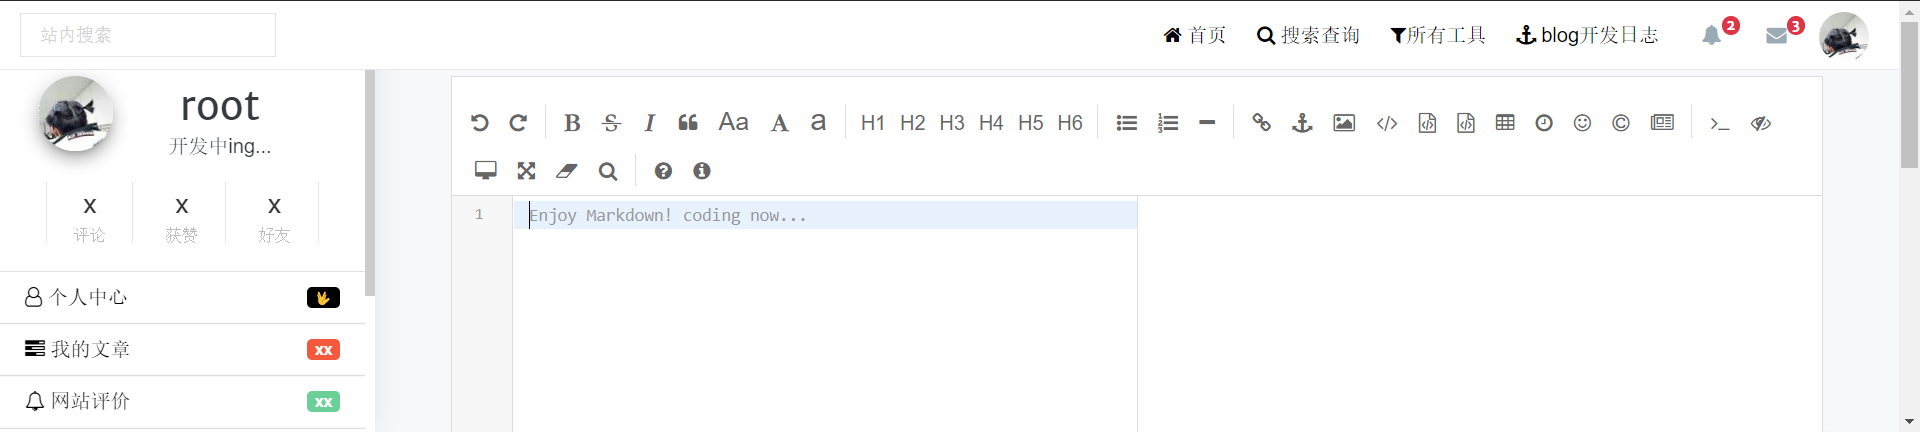 站内搜索
首页 搜索查询 所有工具 blog开发日志 2 3
root
开发中ing...
x x x
评论 获赞 好友
个人中心
我的文章 xx
网站评价 xx
B S I Aa A a H1 H2 H3 H4 H5 H6
1 Enjoy Markdown! coding now...